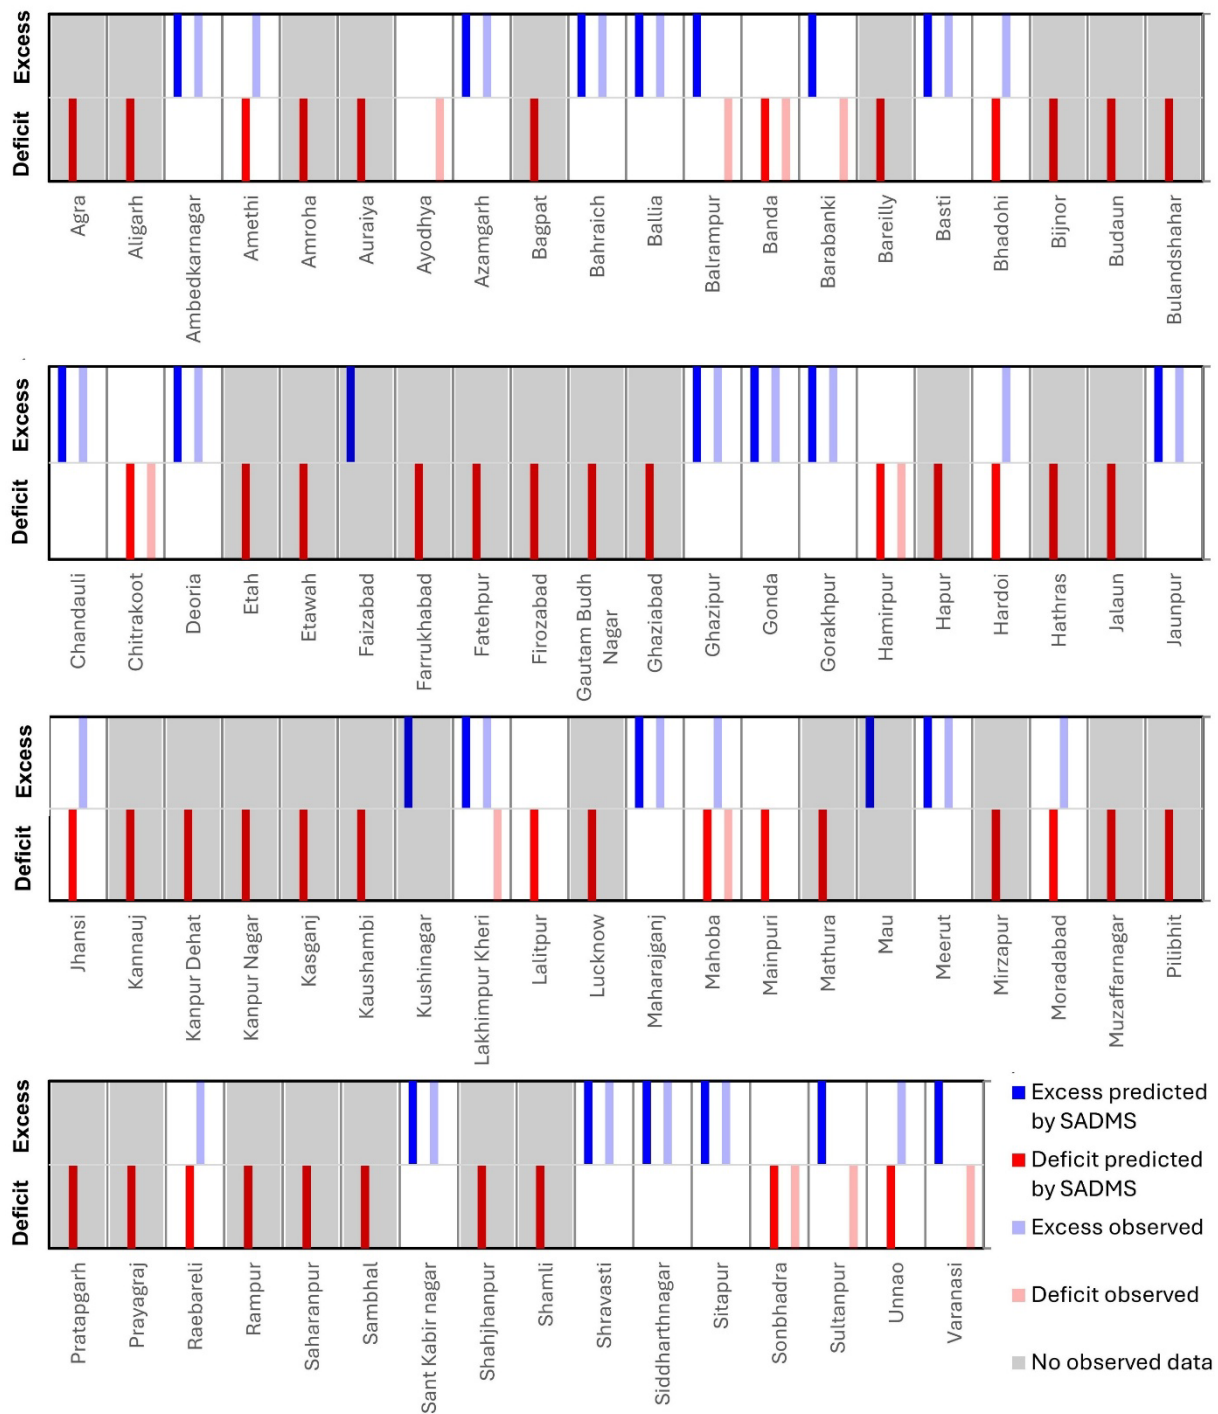 Excess
Deficit
Agra
Aligarh
Ambedkarnagar
Amethi
Amroha
Auraiya
Ayodhya
Azamgarh
Bagpat
Bahraich
Ballia
Balrampur
Banda
Barabanki
Bareilly
Basti
Bhadohi
Bijnor
Budaun
Bulandshahar
Excess
Deficit
Chandauli
Chitrakoot
Deoria
Etah
Etawah
Faizabad
Farrukhabad
Fatehpur
Firozabad
Gautam Budh
Nagar
Ghaziabad
Ghazipur
Gonda
Gorakhpur
Hamirpur
Hapur
Hardoi
Hathras
Jalaun
Jaunpur
Excess
Deficit
Jhansi
Kannauj
Kanpur Dehat
Kanpur Nagar
Kasganj
Kaushambi
Kushinagar
Lakhimpur Kheri
Lalitpur
Lucknow
Maharajganj
Mahoba
Mainpuri
Mathura
Mau
Meerut
Mirzapur
Moradabad
Muzaffarnagar
Pilibhit
Excess
Deficit
Pratapgarh
Prayagraj
Raebareli
Rampur
Saharanpur
Sambhal
Sant Kabir nagar
Shahjhanpur
Shamli
Shravasti
Siddharthnagar
Sitapur
Sonbhadra
Sultanpur
Unnao
Varanasi
Excess predicted
by SADMS
Deficit predicted
by SADMS
Excess observed
Deficit observed
No observed data